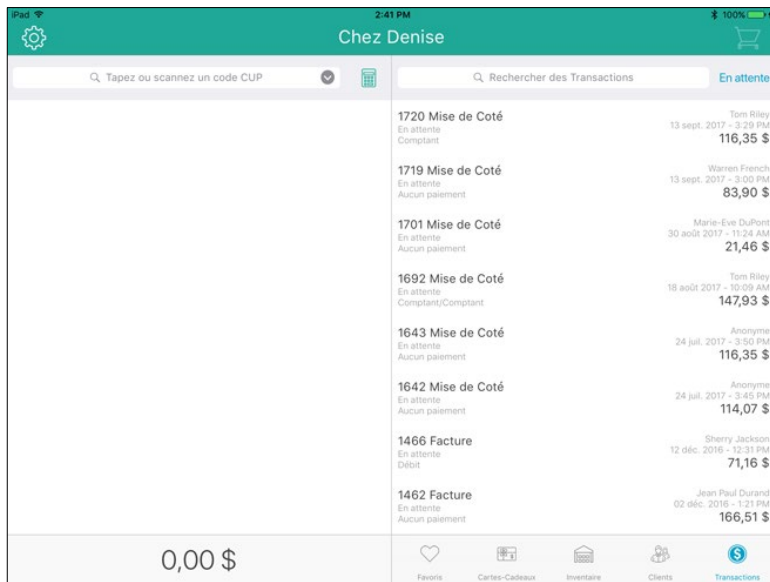 iPad
2:41 PM
100%
Chez Denise
Tapez ou scannez un code CUP
Rechercher des Transactions
En attente
1720 Mise de Coté
En attente
Comptant
Tom Riley
13 sept. 2017 - 3:29 PM
116,35 $
1719 Mise de Coté
En attente
Aucun paiement
Warren French
13 sept. 2017 - 3:00 PM
83,90 $
1701 Mise de Coté
En attente
Aucun paiement
Marie-Eve DuPont
30 août 2017 - 11:24 AM
21,46 $
1692 Mise de Coté
En attente
Comptant/Comptant
Tom Riley
18 août 2017 - 10:09 AM
147,93 $
1643 Mise de Coté
En attente
Aucun paiement
Anonyme
24 juil. 2017 - 3:50 PM
116,35 $
1642 Mise de Coté
En attente
Aucun paiement
Anonyme
24 juil. 2017 - 3:45 PM
114,07 $
1466 Facture
En attente
Débit
Sherry Jackson
12 déc. 2016 - 12:31 PM
71,16 $
1462 Facture
En attente
Aucun paiement
Jean Paul Durand
02 déc. 2016 - 1:21 PM
166,51 $
0,00 $
Favoris
Cartes-Cadeaux
Inventaire
Clients
Transactions